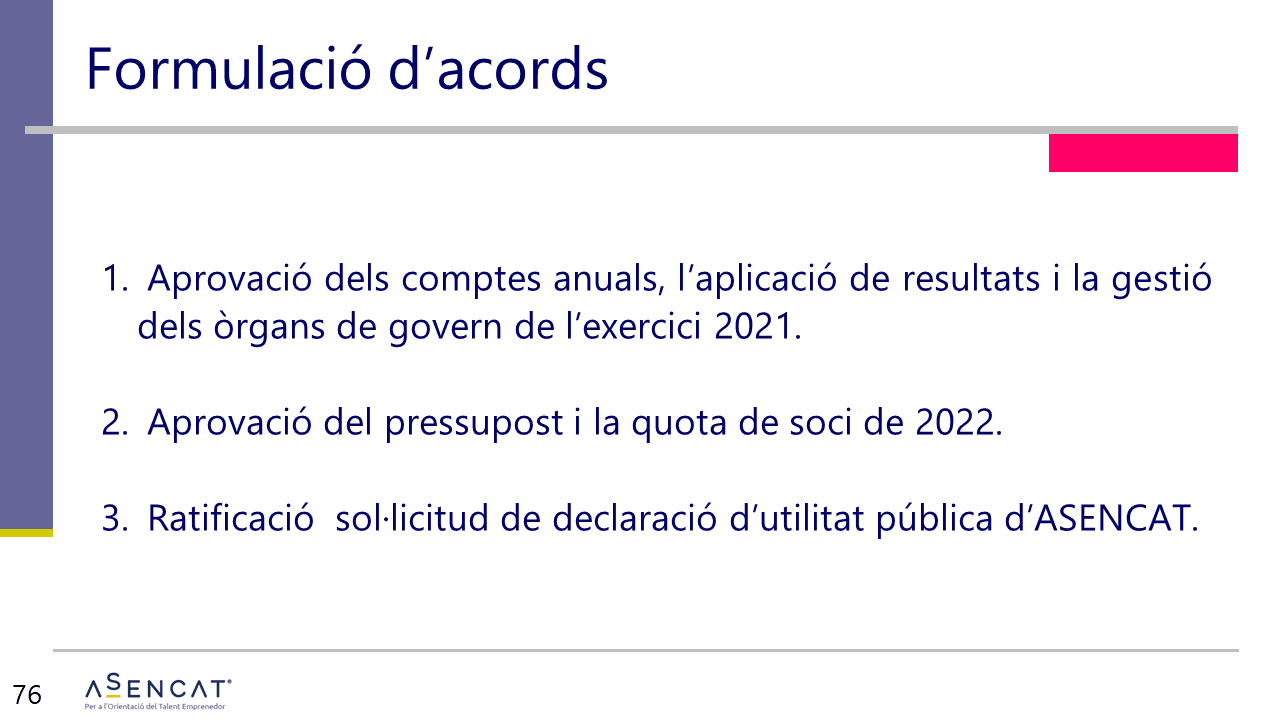 Formulació d’acords
1. Aprovació dels comptes anuals, l’aplicació de resultats i la gestió
dels òrgans de govern de l’exercici 2021.
2. Aprovació del pressupost i la quota de soci de 2022.
3. Ratificació sol·licitud de declaració d’utilitat pública d’ASENCAT.
76
ASENCAT®
Per a l’Orientació del Talent Emprenedor